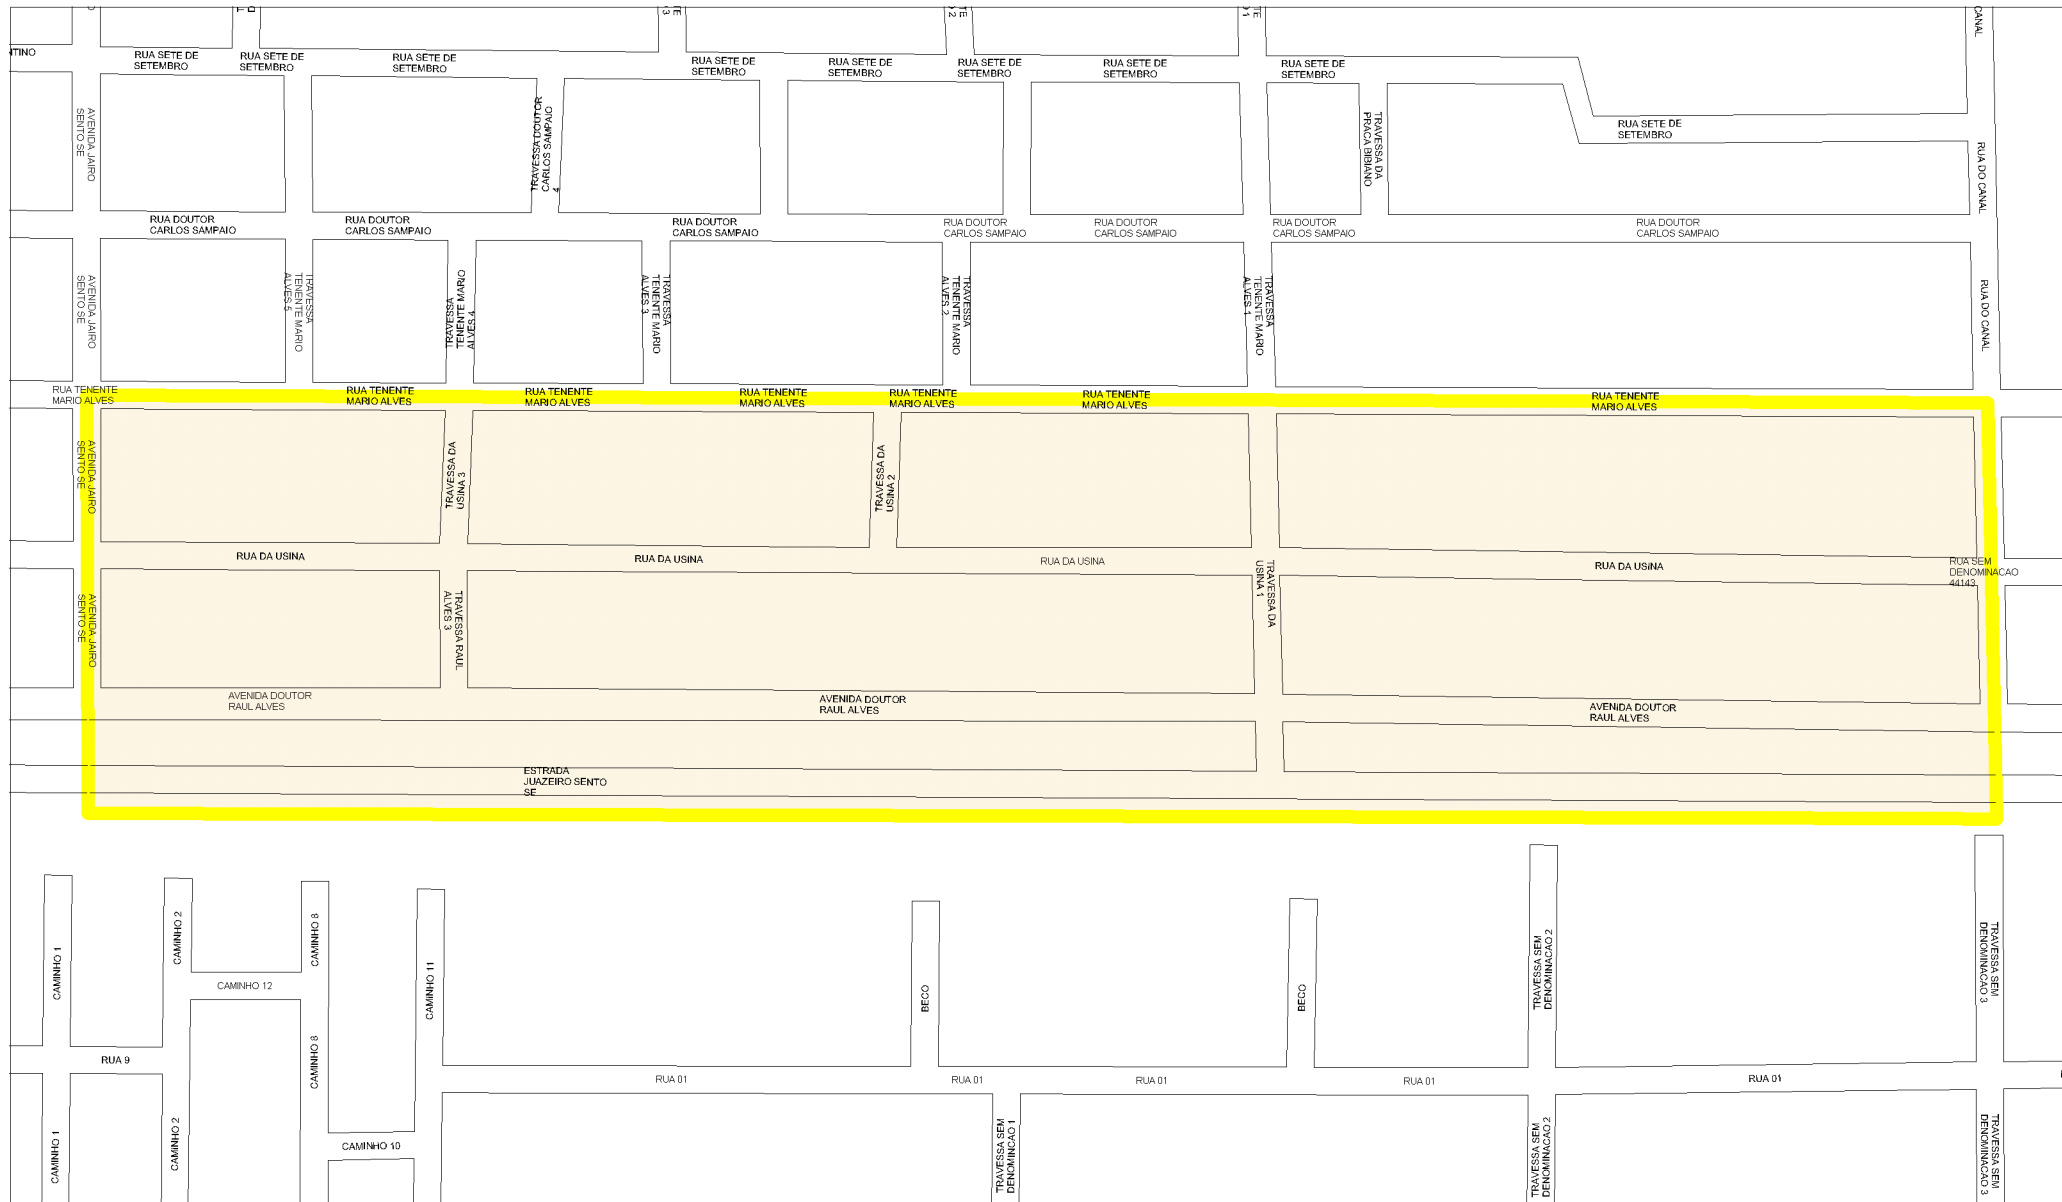 CANAL
NTINO
RUA SETE DE
SETEMBRO
RUA SETE DE
SETEMBRO
RUA SETE DE
SETEMBRO
RUA SETE DE
SETEMBRO
RUA SETE DE
SETEMBRO
RUA SETE DE
SETEMBRO
RUA SETE DE
SETEMBRO
RUA SETE DE
SETEMBRO
RUA SETE DE
SETEMBRO
AVENIDA JAIRO
SENTO SE
TRAVESSA DOUTOR
CARLOS SAMPAIO
4
TRAVESSA DA
PRACA BIBIANO
RUA DO CANAL
RUA DOUTOR
CARLOS SAMPAIO
RUA DOUTOR
CARLOS SAMPAIO
RUA DOUTOR
CARLOS SAMPAIO
RUA DOUTOR
CARLOS SAMPAIO
RUA DOUTOR
CARLOS SAMPAIO
RUA DOUTOR
CARLOS SAMPAIO
RUA DOUTOR
CARLOS SAMPAIO
AVENIDA JAIRO
SENTO SE
TRAVESSA
TENENTE MARIO
ALVES 5
TRAVESSA
TENENTE MARIO
ALVES 4
TRAVESSA
TENENTE MARIO
ALVES 3
TRAVESSA
TENENTE MARIO
ALVES 2
TRAVESSA
TENENTE MARIO
ALVES 1
RUA DO CANAL
RUA TENENTE
MARIO ALVES
RUA TENENTE
MARIO ALVES
RUA TENENTE
MARIO ALVES
RUA TENENTE
MARIO ALVES
RUA TENENTE
MARIO ALVES
RUA TENENTE
MARIO ALVES
RUA TENENTE
MARIO ALVES
AVENIDA JAIRO
SENTO SE
TRAVESSA DA
USINA 3
TRAVESSA DA
USINA 2
RUA DA USINA
RUA DA USINA
RUA DA USINA
RUA DA USINA
RUA SEM
DENOMINACAO
44143
AVENIDA JAIRO
SENTO SE
TRAVESSA RAUL
ALVES 3
TRAVESSA DA
USINA 1
AVENIDA DOUTOR
RAUL ALVES
AVENIDA DOUTOR
RAUL ALVES
AVENIDA DOUTOR
RAUL ALVES
ESTRADA
JUAZEIRO SENTO
SE
CAMINHO 1
CAMINHO 2
CAMINHO 8
CAMINHO 11
BECO
BECO
TRAVESSA SEM
DENOMINACAO 2
TRAVESSA SEM
DENOMINACAO 3
CAMINHO 12
RUA 9
CAMINHO 8
RUA 01
RUA 01
RUA 01
RUA 01
RUA 01
CAMINHO 1
CAMINHO 2
CAMINHO 10
TRAVESSA SEM
DENOMINCAO 1
TRAVESSA SEM
DENOMINACAO 2
TRAVESSA SEM
DENOMINACAO 3